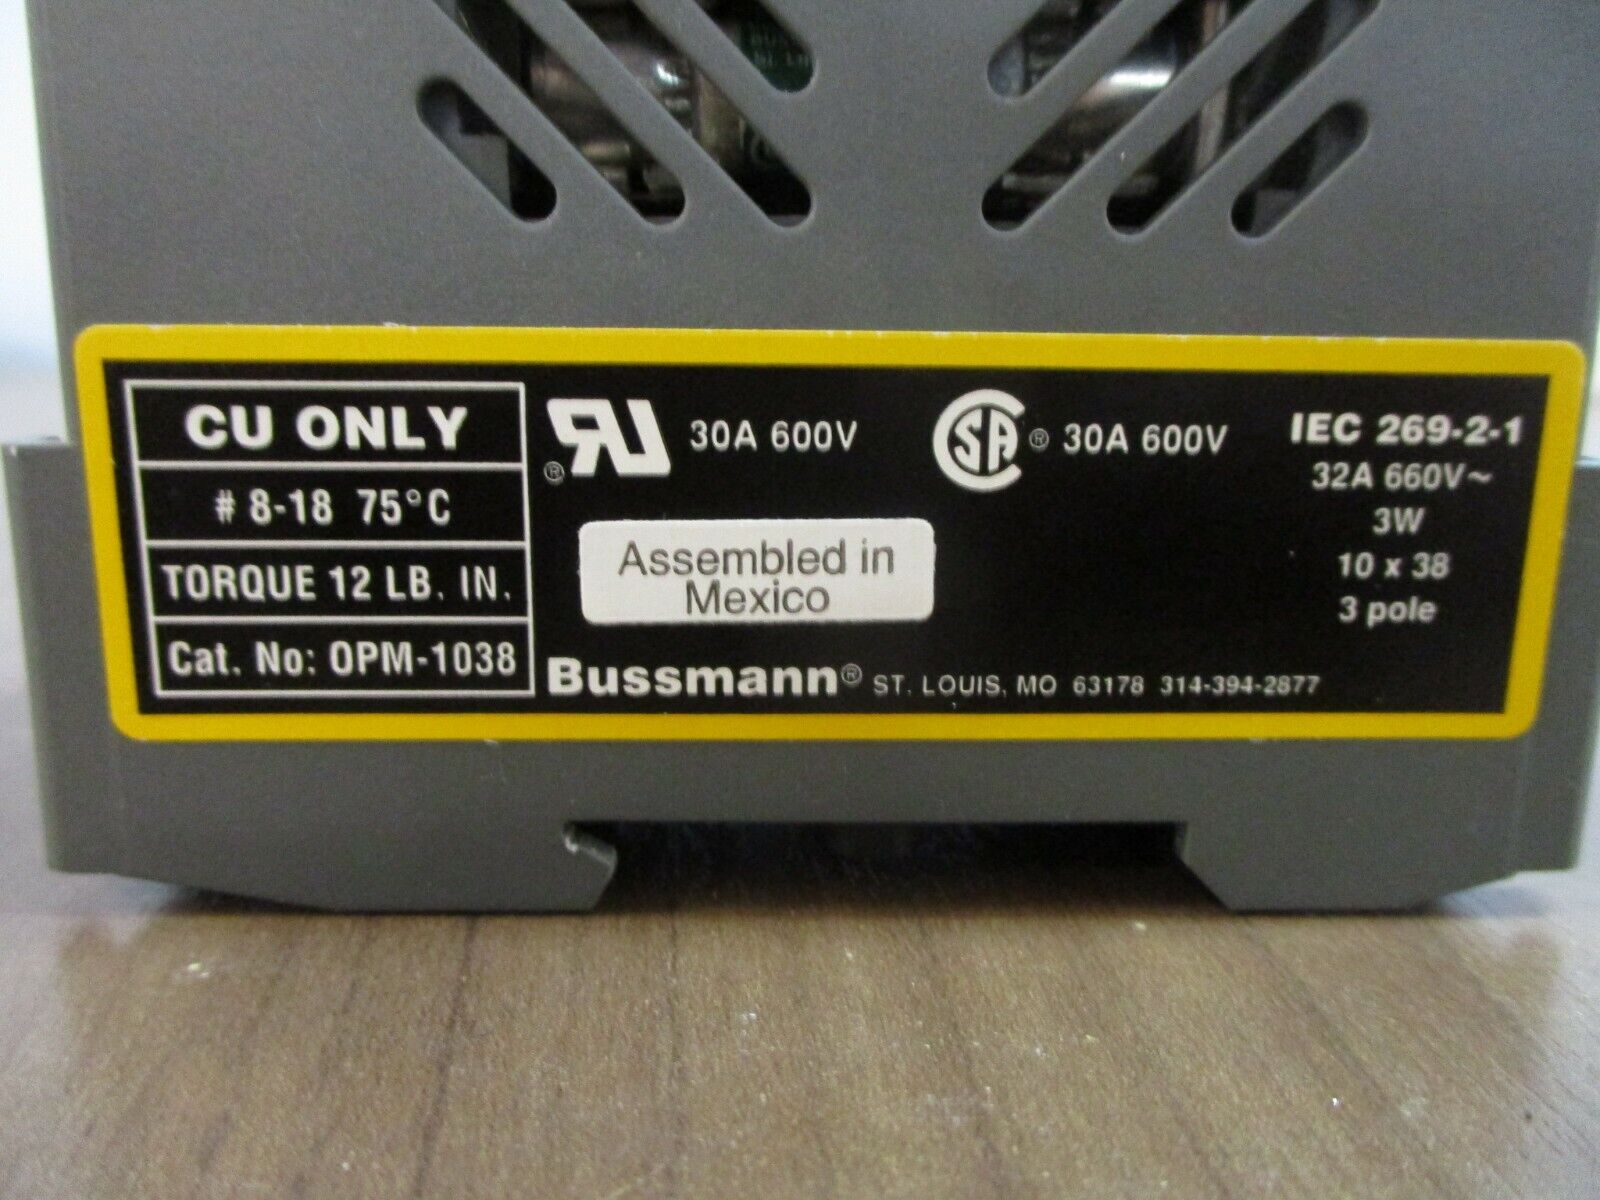 CU ONLY
# 8-18 75°C
TORQUE 12 LB. IN.
Cat. No: OPM-1038
® 30A 600V
SA ® 30A 600V
IEC 269-2-1
32A 660V~
3W
10 x 38
3 pole
Assembled in
Mexico
Bussmann® ST. LOUIS, MO 63178 314-394-2877